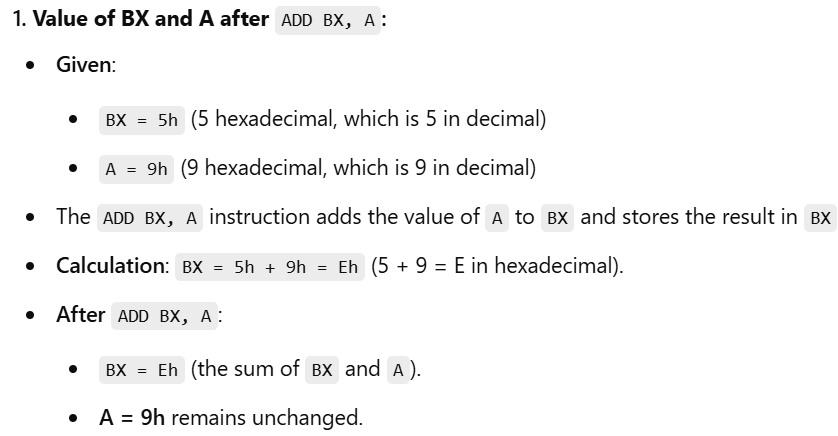 1. Value of BX and A after ADD BX, A:
• Given:
• BX = 5h (5 hexadecimal, which is 5 in decimal)
• A = 9h (9 hexadecimal, which is 9 in decimal)
• The ADD BX, A instruction adds the value of A to BX and stores the result in BX
• Calculation: BX = 5h + 9h = Eh (5 + 9 = E in hexadecimal).
• After ADD BX, A:
• BX = Eh (the sum of BX and A).
• A = 9h remains unchanged.